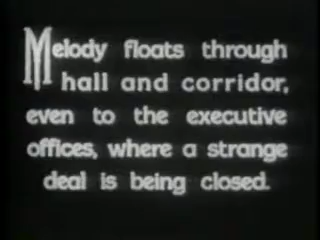 Melody floats through
hall and corridor,
even to the executive
offices, where a strange
deal is being closed.